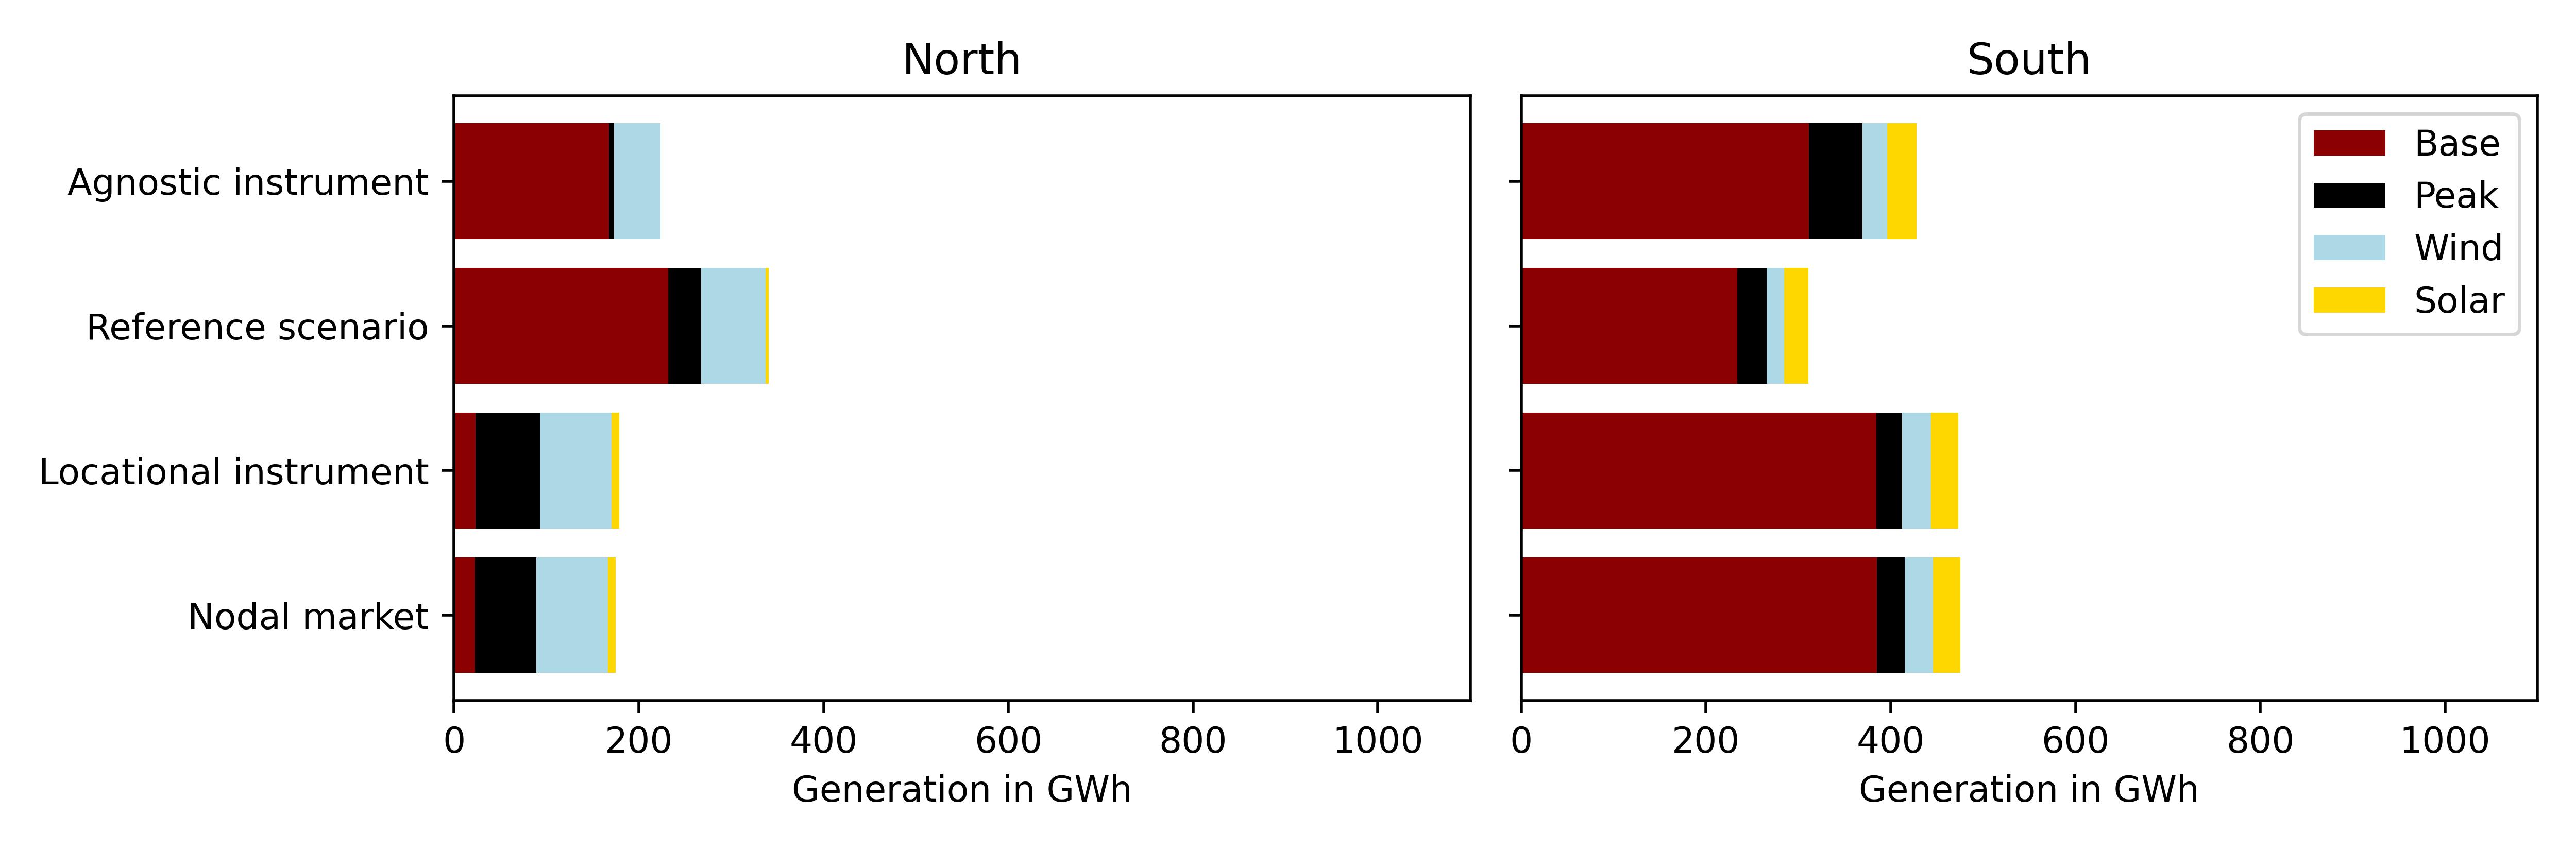 North
South
Agnostic instrument
Reference scenario
Locational instrument
Nodal market
Base
Peak
Wind
Solar
0 200 400 600 800 1000
0 200 400 600 800 1000
Generation in GWh
Generation in GWh